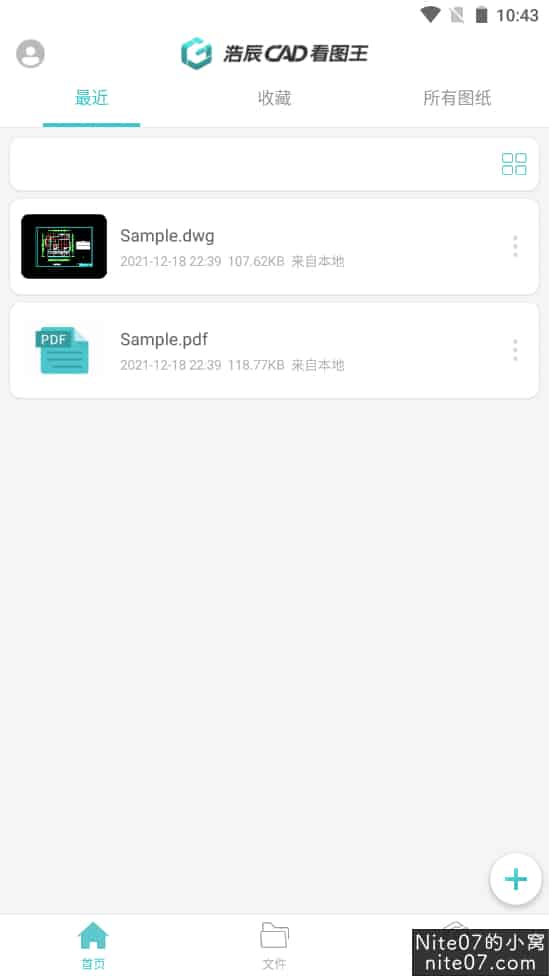 10:43
浩辰CAD看图王
最近
收藏
所有图纸
Sample.dwg
2021-12-18 22:39 107.62KB 来自本地
PDF
Sample.pdf
2021-12-18 22:39 118.77KB 来自本地
首页
文件
Nite07的小窝
nite07.com